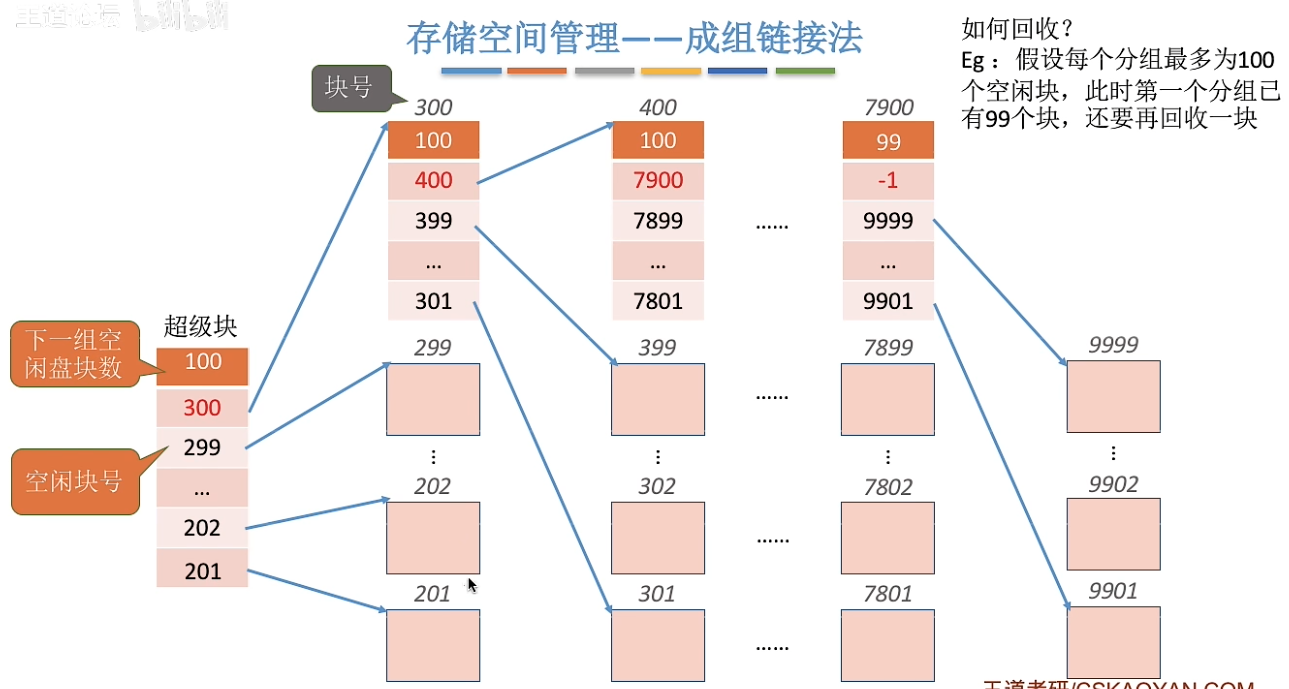 王道论坛 bilibili
存储空间管理——成组链接法
如何回收？
Eg：假设每个分组最多为100
个空闲块，此时第一个分组已
有99个块，还要再回收一块
块号
300 400 7900
100 100 99
400 7900 -1
399 7899 …… 9999
... ... ...
301 7801 9901
超级块
下一组空
闲盘块数
100
300
299
空闲块号
...
202
201
299 399 7899 9999
……
⋮ ⋮ ⋮ ⋮
202 302 7802 9902
……
201 301 7801 9901
……
王道考研/CSKAOYAN.COM